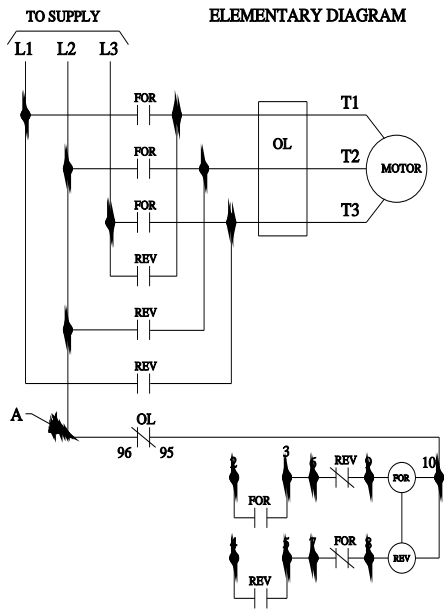 TO SUPPLY ELEMENTARY DIAGRAM
L1 L2 L3
FOR T1
OL
FOR T2
MOTOR
FOR T3
REV
REV
REV
A OL
96 95
2 3 6 REV 9 FOR 10
FOR
4 5 7 FOR 8 REV
REV